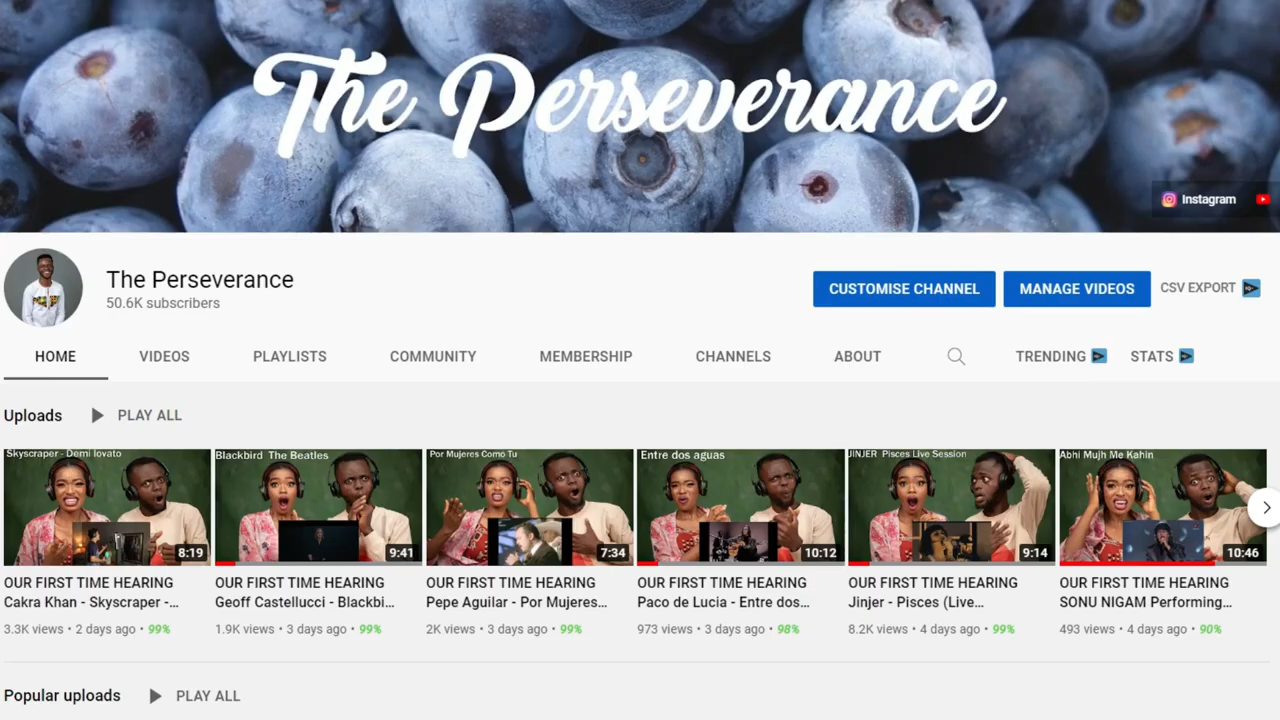 The Perseverance
Instagram
The Perseverance
50.6K subscribers
CUSTOMISE CHANNEL
MANAGE VIDEOS
CSV EXPORT
HOME
VIDEOS
PLAYLISTS
COMMUNITY
MEMBERSHIP
CHANNELS
ABOUT
TRENDING
STATS
Uploads
PLAY ALL
Skyscraper - Demi lovato
8:19
OUR FIRST TIME HEARING
Cakra Khan - Skyscraper -...
3.3K views • 2 days ago • 99%
Blackbird The Beatles
9:41
OUR FIRST TIME HEARING
Geoff Castellucci - Blackbi...
1.9K views • 3 days ago • 99%
Por Mujeres Como Tu
7:34
OUR FIRST TIME HEARING
Pepe Aguilar - Por Mujeres...
2K views • 3 days ago • 99%
Entre dos aguas
10:12
OUR FIRST TIME HEARING
Paco de Lucia - Entre dos...
973 views • 3 days ago • 98%
JINJER Pisces Live Session
9:14
OUR FIRST TIME HEARING
Jinjer - Pisces (Live...
8.2K views • 4 days ago • 99%
Abhi Mujh Me Kahin
10:46
OUR FIRST TIME HEARING
SONU NIGAM Performing...
493 views • 4 days ago • 90%
Popular uploads
PLAY ALL